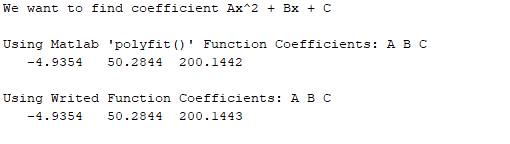 We want to find coefficient Ax^2 + Bx + C
Using Matlab 'polyfit()' Function Coefficients: A B C
-4.9354 50.2844 200.1442
Using Writed Function Coefficients: A B C
-4.9354 50.2844 200.1443